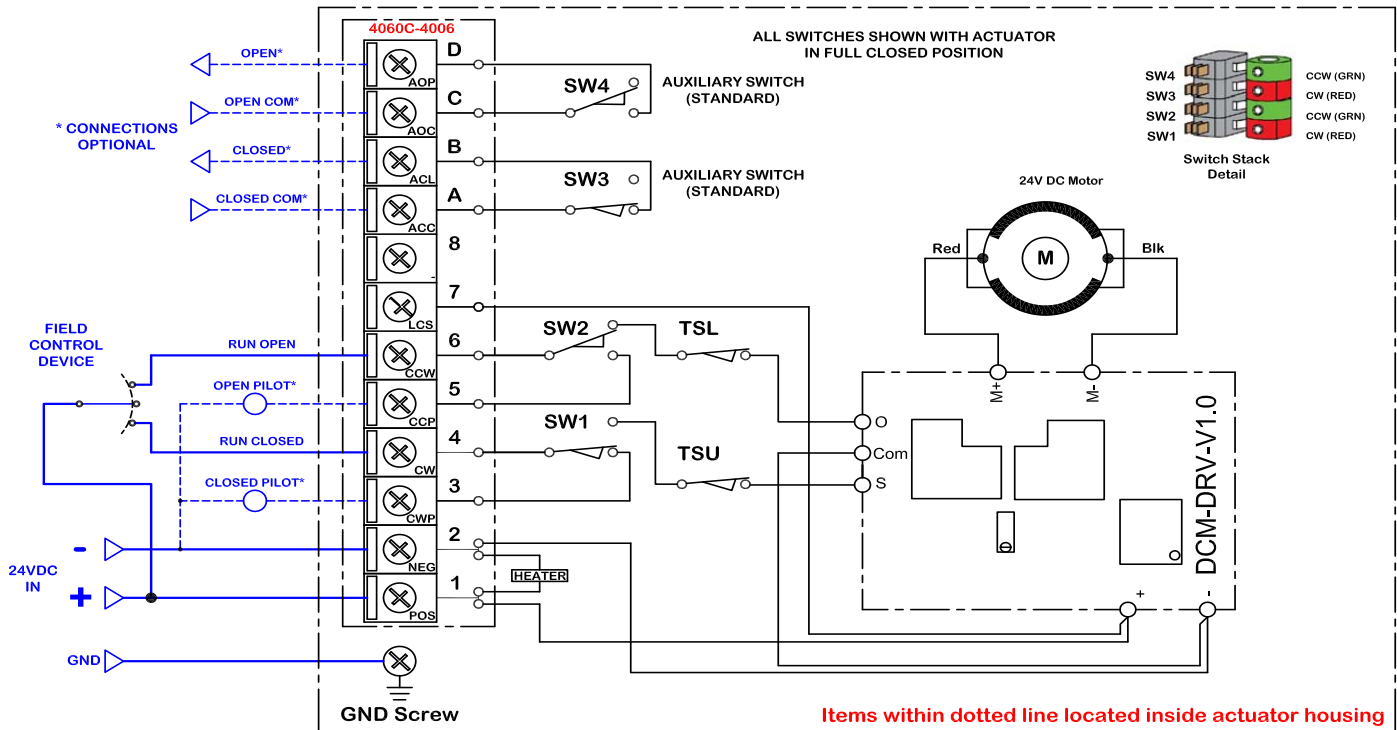 4060C-4006
ALL SWITCHES SHOWN WITH ACTUATOR
IN FULL CLOSED POSITION
OPEN*
D
AOP
SW4
AUXILIARY SWITCH
(STANDARD)
OPEN COM*
C
AOC
* CONNECTIONS
OPTIONAL
CLOSED*
B
ACL
SW3
AUXILIARY SWITCH
(STANDARD)
CLOSED COM*
A
ACC
8
-
7
LCS
SW4
SW3
SW2
SW1
CCW (GRN)
CW (RED)
CCW (GRN)
CW (RED)
Switch Stack
Detail
24V DC Motor
Red
M
Blk
FIELD
CONTROL
DEVICE
RUN OPEN
6
CCW
SW2
TSL
OPEN PILOT*
5
CCP
RUN CLOSED
4
CW
SW1
TSU
CLOSED PILOT*
3
CWP
M+
M-
O
Com
S
DCM-DRV-V1.0
+
-
24VDC
IN
-
+
2
NEG
HEATER
1
POS
GND
GND Screw
Items within dotted line located inside actuator housing